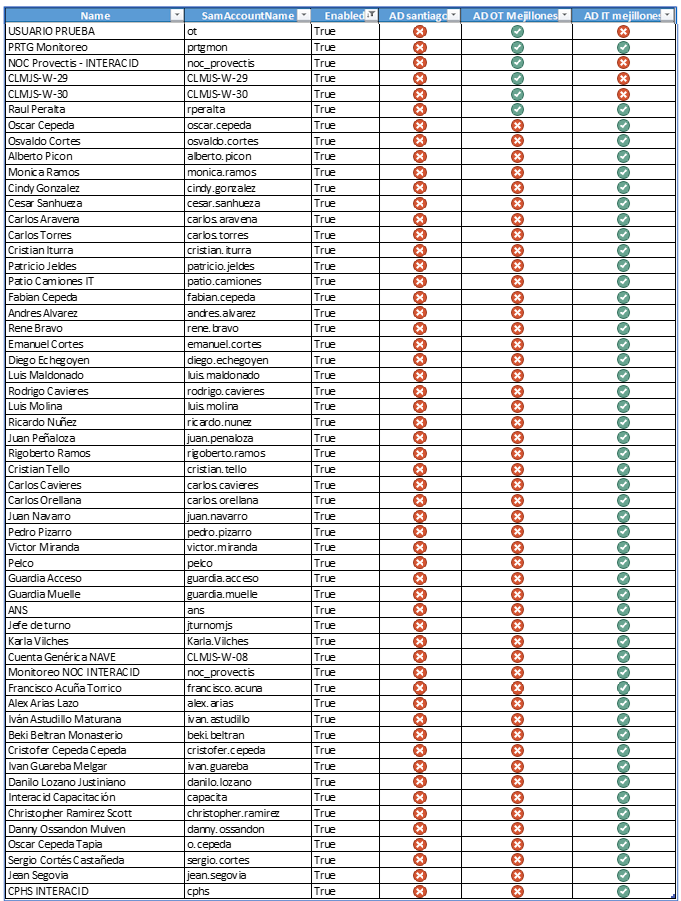 Name SamAccountName Enabled AD santiago AD OT Mejillones AD IT mejillones
USUARIO PRUEBA ot True
PRTG Monitoreo prtgmon True
NOC Provectis - INTERACID noc_provectis True
CLMJS-W-29 CLMJS-W-29 True
CLMJS-W-30 CLMJS-W-30 True
Raul Peralta rperalta True
Oscar Cepeda oscar.cepeda True
Osvaldo Cortes osvaldo.cortes True
Alberto Picon alberto.picon True
Monica Ramos monica.ramos True
Cindy Gonzalez cindy.gonzalez True
Cesar Sanhueza cesar.sanhueza True
Carlos Aravena carlos.aravena True
Carlos Torres carlos.torres True
Cristian Iturra cristian.iturra True
Patricio Jeldes patricio.jeldes True
Patio Camiones IT patio.camiones True
Fabian Cepeda fabian.cepeda True
Andres Alvarez andres.alvarez True
Rene Bravo rene.bravo True
Emanuel Cortes emanuel.cortes True
Diego Echegoyen diego.echegoyen True
Luis Maldonado luis.maldonado True
Rodrigo Cavieres rodrigo.cavieres True
Luis Molina luis.molina True
Ricardo Nuñez ricardo.nunez True
Juan Peñaloza juan.penaloza True
Rigoberto Ramos rigoberto.ramos True
Cristian Tello cristian.tello True
Carlos Cavieres carlos.cavieres True
Carlos Orellana carlos.orellana True
Juan Navarro juan.navarro True
Pedro Pizarro pedro.pizarro True
Victor Miranda victor.miranda True
Pelco pelco True
Guardia Acceso guardia.acceso True
Guardia Muelle guardia.muelle True
ANS ans True
Jefe de turno jturnomjs True
Karla Vilches Karla.Vilches True
Cuenta Genérica NAVE CLMJS-W-08 True
Monitoreo NOC INTERACID noc_provectis True
Francisco Acuña Torrico francisco.acuna True
Alex Arias Lazo alex.arias True
Iván Astudillo Maturana ivan.astudillo True
Beki Beltran Monasterio beki.beltran True
Cristofer Cepeda Cepeda cristofer.cepeda True
Ivan Guareba Melgar ivan.guareba True
Danilo Lozano Justiniano danilo.lozano True
Interacid Capacitación capacita True
Christopher Ramirez Scott christopher.ramirez True
Danny Ossandon Mulven danny.ossandon True
Oscar Cepeda Tapia o.cepeda True
Sergio Cortés Castañeda sergio.cortes True
Jean Segovia jean.segovia True
CPHS INTERACID cphs True